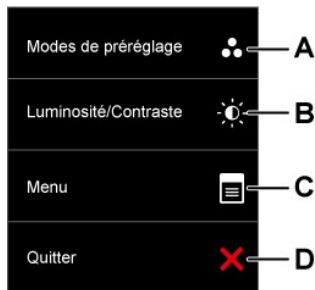 Modes de préréglage A
Luminosité/Contraste B
Menu C
Quitter D